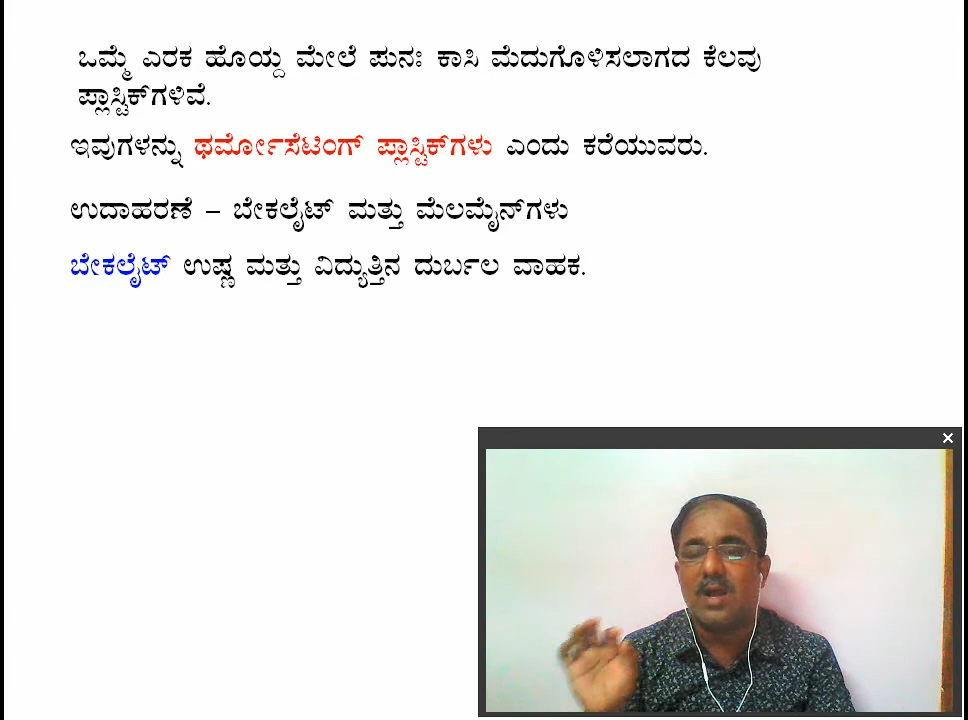 ಒಮ್ಮೆ ಎರಕ ಹೊಯ್ದ ಮೇಲೆ ಪುನಃ ಕಾಸಿ ಮೆದುಗೊಳಿಸಲಾಗದ ಕೆಲವು
ಪ್ಲಾಸ್ಟಿಕ್‌ಗಳಿವೆ.
ಇವುಗಳನ್ನು ಥರ್ಮೋಸೆಟಿಂಗ್ ಪ್ಲಾಸ್ಟಿಕ್‌ಗಳು ಎಂದು ಕರೆಯುವರು.
ಉದಾಹರಣೆ – ಬೇಕಲೈಟ್ ಮತ್ತು ಮೆಲಮೈನ್‌ಗಳು
ಬೇಕಲೈಟ್ ಉಷ್ಣ ಮತ್ತು ವಿದ್ಯುತ್ತಿನ ದುರ್ಬಲ ವಾಹಕ.